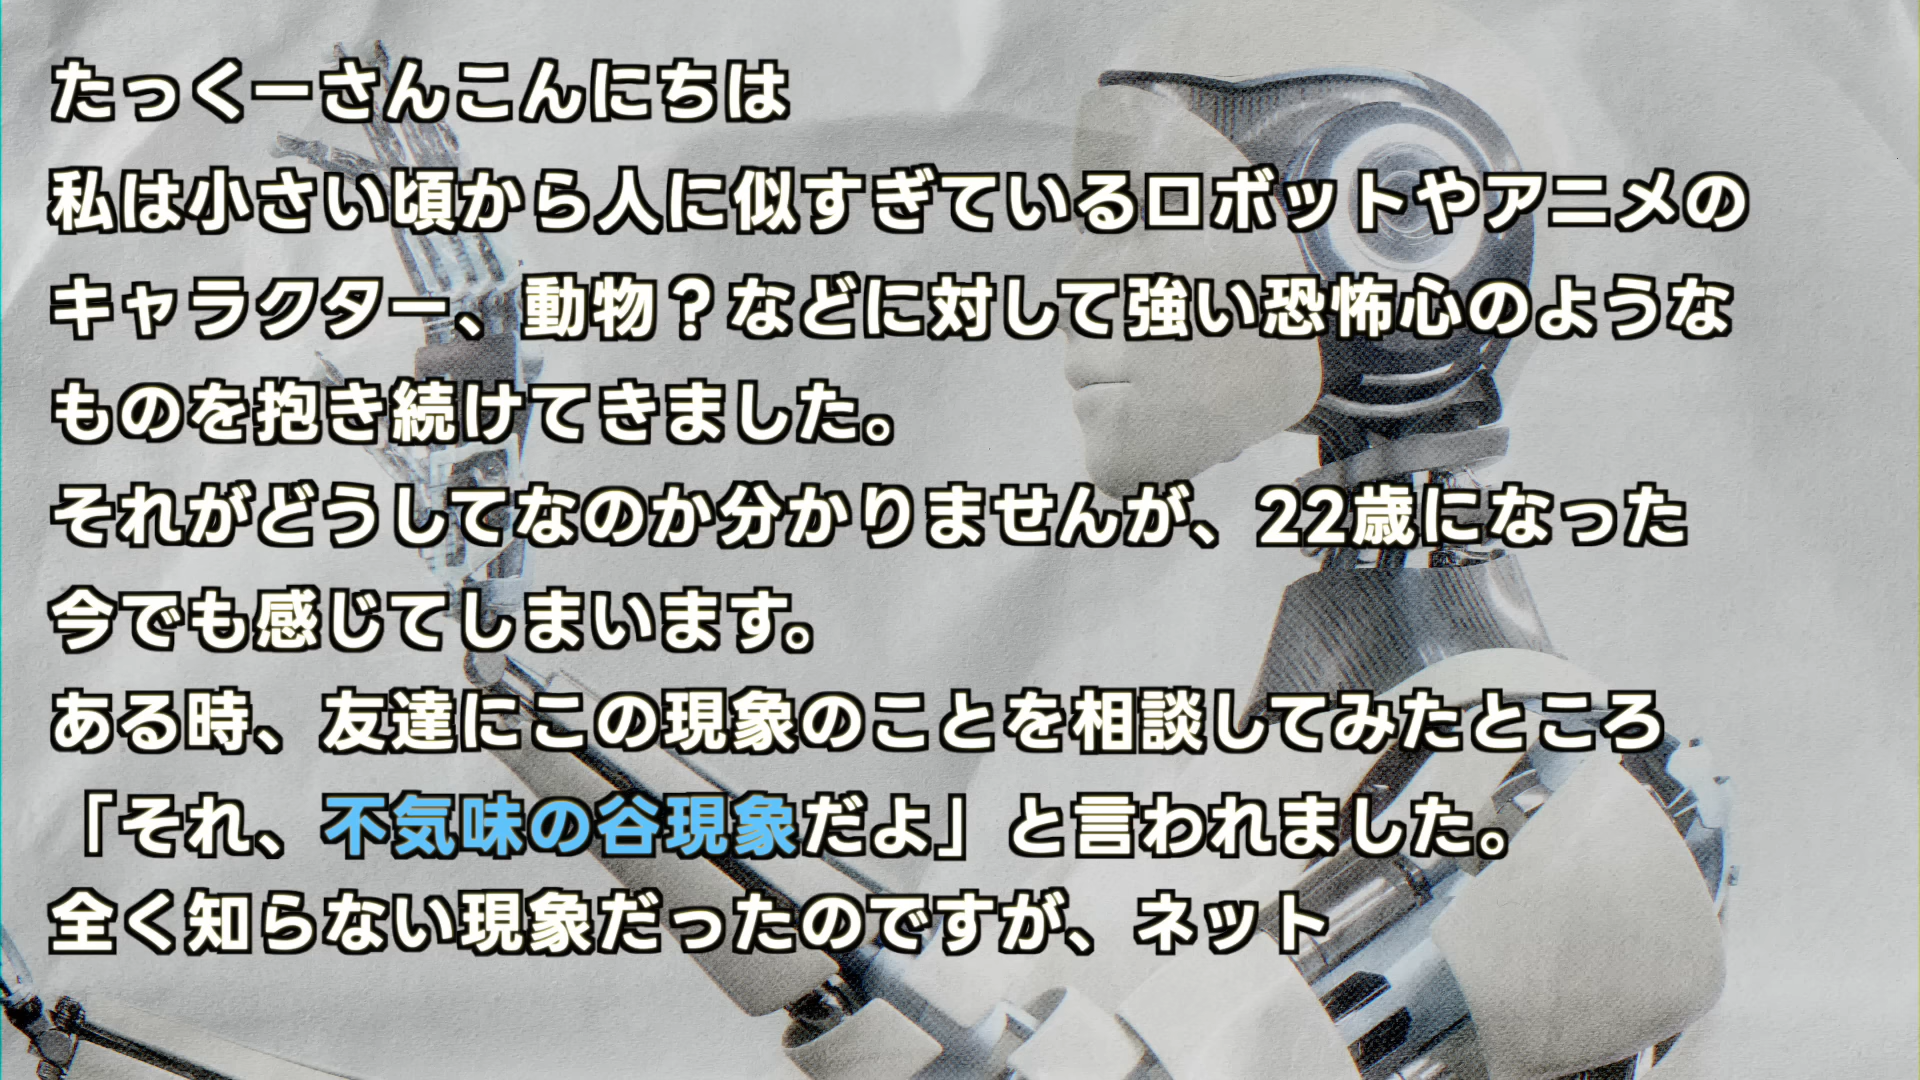 たっくーさんこんにちは
私は小さい頃から人に似すぎているロボットやアニメの
キャラクター、動物？などに対して強い恐怖心のような
ものを抱き続けてきました。
それがどうしてなのか分かりませんが、22歳になった
今でも感じてしまいます。
ある時、友達にこの現象のことを相談してみたところ
「それ、不気味の谷現象だよ」と言われました。
全く知らない現象だったのですが、ネット